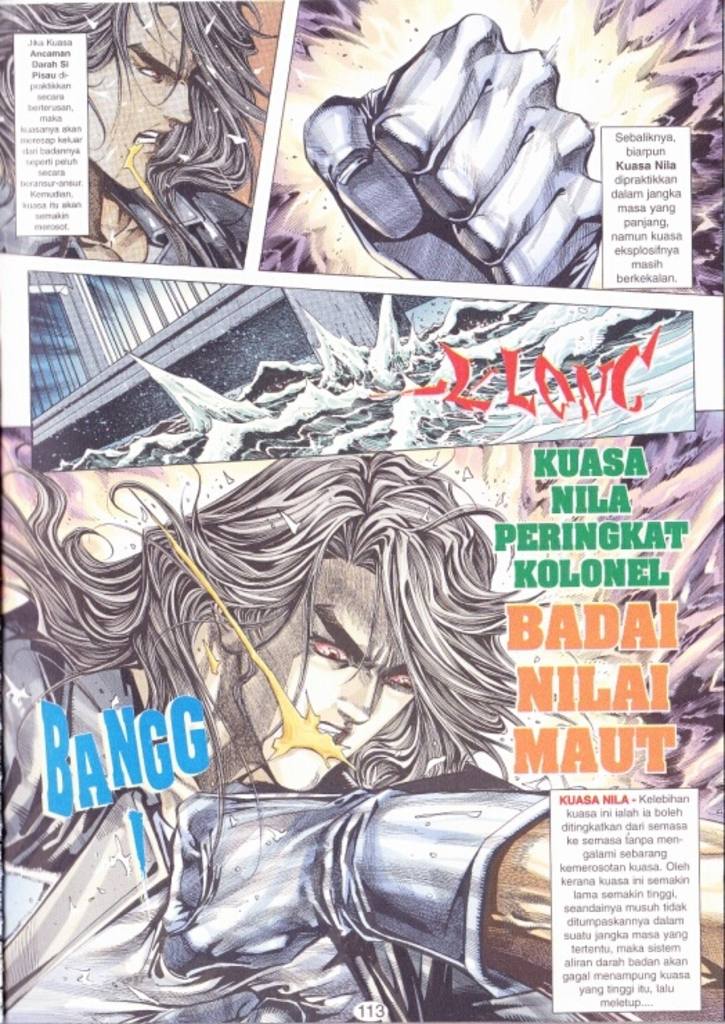 Jika Kuasa
Ancaman
Darah Si
Pisau di-
praktikkan
secara
berterusan,
maka
kuasanya akan
meresap keluar
dari badannya
seperti peluh
secara
beransur-ansur.
Kemudian,
kuasa itu akan
semakin
merosot.
Sebaliknya,
biarpun
Kuasa Nila
dipraktikkan
dalam jangka
masa yang
panjang,
namun kuasa
eksplosifnya
masih
berkekalan.
KLONG
KUASA
NILA
PERINGKAT
KOLONEL
BADAI
NILAI
MAUT
BANGG
!
KUASA NILA - Kelebihan
kuasa ini ialah ia boleh
ditingkatkan dari semasa
ke semasa tanpa men-
galami sebarang
kemerosotan kuasa. Oleh
kerana kuasa ini semakin
lama semakin tinggi,
seandainya musuh tidak
ditumpaskannya dalam
suatu jangka masa yang
tertentu, maka sistem
aliran darah badan akan
gagal menampung kuasa
yang tinggi itu, lalu
meletup....
113